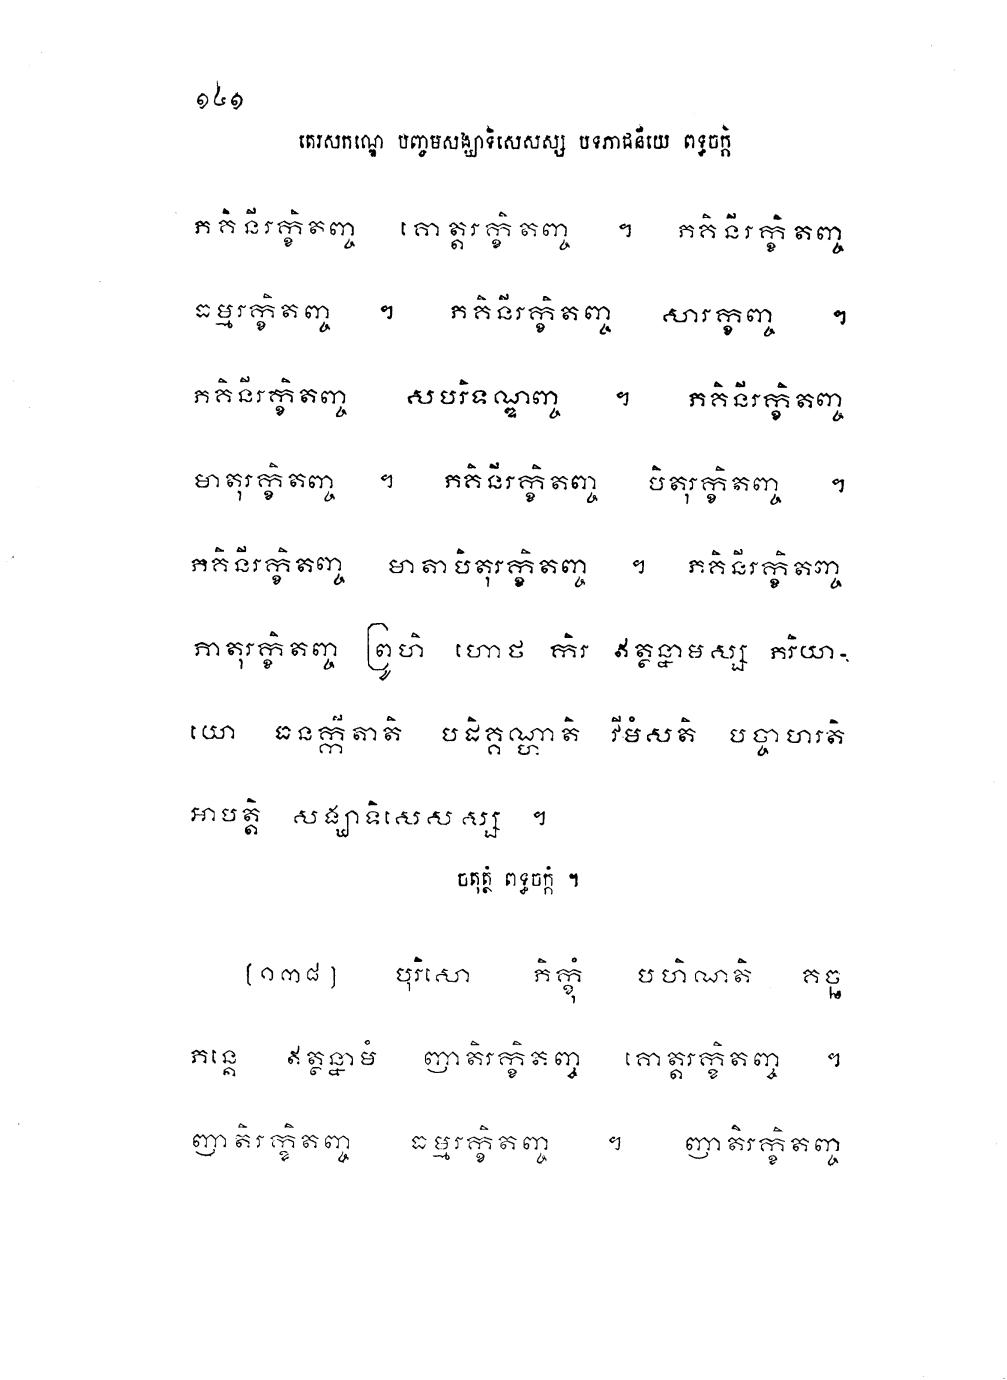 ១៤១
តេរសកណ្ឌេ បញ្ចមសង្ឃាទិសេសស្ស បទភាជនីយេ ពទ្ធចក្កំ
ភគិនីរក្ខិតញ្ច គោត្តរក្ខិតញ្ច ។ ភគិនីរក្ខិតញ្ច
ធម្មរក្ខិតញ្ច ។ ភគិនីរក្ខិតញ្ច សារក្ខញ្ច ។
ភគិនីរក្ខិតញ្ច សបរិទណ្ឌញ្ច ។ ភគិនីរក្ខិតញ្ច
មាតុរក្ខិតញ្ច ។ ភគិនីរក្ខិតញ្ច បិតុរក្ខិតញ្ច ។
ភគិនីរក្ខិតញ្ច មាតាបិតុរក្ខិតញ្ច ។ ភគិនីរក្ខិតញ្ច
ភាតុរក្ខិតញ្ច ព្រូហិ ហោថ កិរ ឥត្ថន្នាមស្ស ភរិយា-
យោ ធនក្កីតាតិ បដិគ្គណ្ហាតិ វីមំសតិ បច្ចាហរតិ
អាបត្តិ សង្ឃាទិសេសស្ស ។
ចតុត្ថំ ពទ្ធចក្កំ ។
(១៣៨) បុរិសោ ភិក្ខុំ បហិណតិ គច្ឆ
ភន្តេ ឥត្ថន្នាមំ ញាតិរក្ខិតញ្ច គោត្តរក្ខិតញ្ច ។
ញាតិរក្ខិតញ្ច ធម្មរក្ខិតញ្ច ។ ញាតិរក្ខិតញ្ច